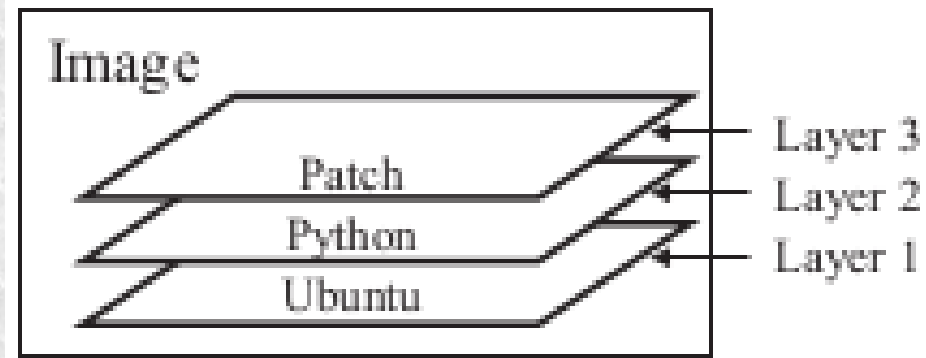 Image
Patch
Layer 3
Python
Layer 2
Ubuntu
Layer 1